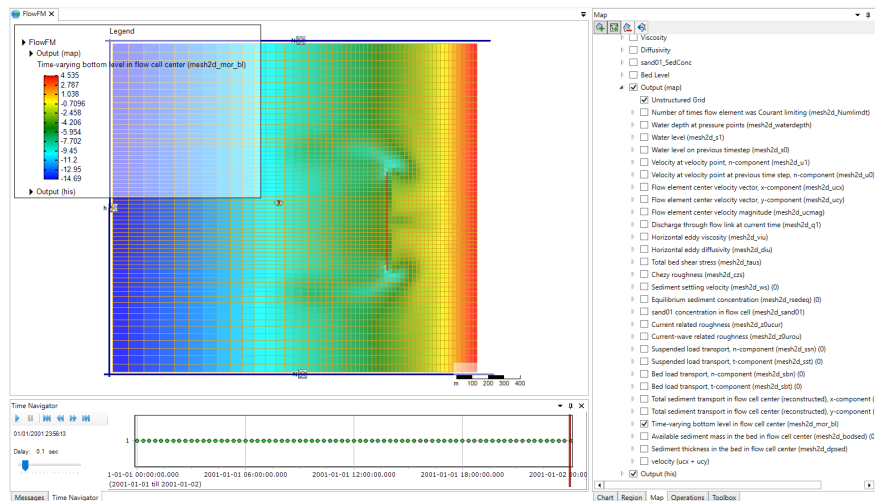 FlowFM
Legend
FlowFM
Output (map)
Time-varying bottom level in flow cell center (mesh2d_mor_bl)
4.535
2.787
1.038
-0.7096
-2.458
-4.206
-5.954
-7.702
-9.45
-11.2
-12.95
-14.69
Output (his)
h
m 100 200 300 400
Time Navigator
01/01/2001 23:56:13
Delay: 0.1 sec
1
1-01-01 00:00:00.000 2001-01-01 06:00:00.000 2001-01-01 12:00:00.000 2001-01-01 18:00:00.000 2001-01-02 00:00
(2001-01-01 till 2001-01-02)
Messages Time Navigator
Map
Viscosity
Diffusivity
sand01_SedConc
Bed Level
Output (map)
Unstructured Grid
Number of times flow element was Courant limiting (mesh2d_Numlimdt)
Water depth at pressure points (mesh2d_waterdepth)
Water level (mesh2d_s1)
Water level on previous timestep (mesh2d_s0)
Velocity at velocity point, n-component (mesh2d_u1)
Velocity at velocity point at previous time step, n-component (mesh2d_u0)
Flow element center velocity vector, x-component (mesh2d_ucx)
Flow element center velocity vector, y-component (mesh2d_ucy)
Flow element center velocity magnitude (mesh2d_ucmag)
Discharge through flow link at current time (mesh2d_q1)
Horizontal eddy viscosity (mesh2d_viu)
Horizontal eddy diffusivity (mesh2d_diu)
Total bed shear stress (mesh2d_taus)
Chezy roughness (mesh2d_czs)
Sediment settling velocity (mesh2d_ws) (0)
Equilibrium sediment concentration (mesh2d_rsedeq) (0)
sand01 concentration in flow cell (mesh2d_sand01)
Current related roughness (mesh2d_z0ucur)
Current-wave related roughness (mesh2d_z0urou)
Suspended load transport, n-component (mesh2d_ssn) (0)
Suspended load transport, t-component (mesh2d_sst) (0)
Bed load transport, n-component (mesh2d_sbn) (0)
Bed load transport, t-component (mesh2d_sbt) (0)
Total sediment transport in flow cell center (reconstructed), x-component (
Total sediment transport in flow cell center (reconstructed), y-component (
Time-varying bottom level in flow cell center (mesh2d_mor_bl)
Available sediment mass in the bed in flow cell center (mesh2d_bodsed) (0)
Sediment thickness in the bed in flow cell center (mesh2d_dpsed)
velocity (ucx + ucy)
Output (his)
Chart Region Map Operations Toolbox